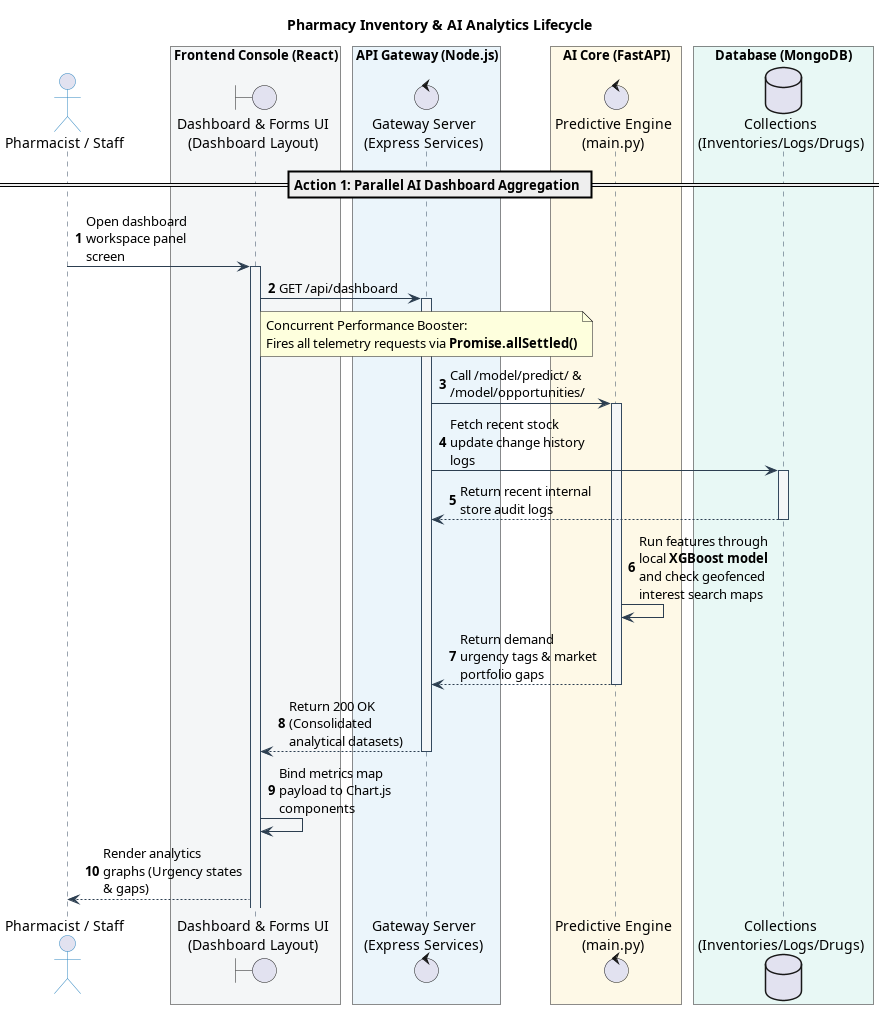 Pharmacy Inventory & AI Analytics Lifecycle
Frontend Console (React)
API Gateway (Node.js)
AI Core (FastAPI)
Database (MongoDB)
Pharmacist / Staff
Dashboard & Forms UI
(Dashboard Layout)
Gateway Server
(Express Services)
Predictive Engine
(main.py)
Collections
(Inventories/Logs/Drugs)
Action 1: Parallel AI Dashboard Aggregation
1 Open dashboard
workspace panel
screen
2 GET /api/dashboard
Concurrent Performance Booster:
Fires all telemetry requests via Promise.allSettled()
3 Call /model/predict/ &
/model/opportunities/
4 Fetch recent stock
update change history
logs
5 Return recent internal
store audit logs
6 Run features through
local XGBoost model
and check geofenced
interest search maps
7 Return demand
urgency tags & market
portfolio gaps
8 Return 200 OK
(Consolidated
analytical datasets)
9 Bind metrics map
payload to Chart.js
components
10 Render analytics
graphs (Urgency states
& gaps)
Pharmacist / Staff
Dashboard & Forms UI
(Dashboard Layout)
Gateway Server
(Express Services)
Predictive Engine
(main.py)
Collections
(Inventories/Logs/Drugs)